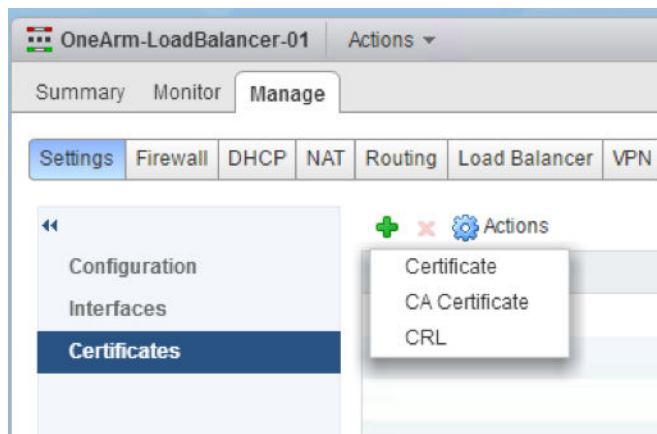 OneArm-LoadBalancer-01 Actions
Summary Monitor Manage
Settings Firewall DHCP NAT Routing Load Balancer VPN
Actions
Configuration
Interfaces
Certificates
Certificate
CA Certificate
CRL